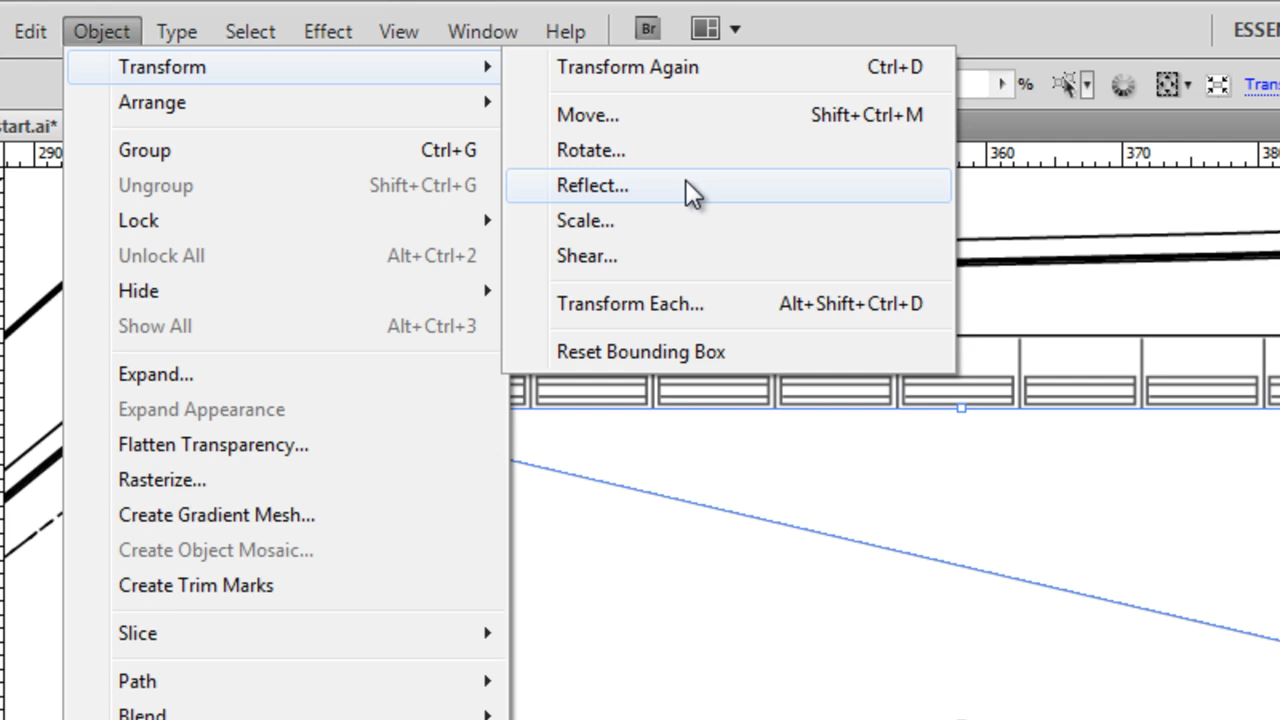 Edit Object Type Select Effect View Window Help Br ESSEN
Transform
Arrange
Group Ctrl+G
Ungroup Shift+Ctrl+G
Lock
Unlock All Alt+Ctrl+2
Hide
Show All Alt+Ctrl+3
Expand...
Expand Appearance
Flatten Transparency...
Rasterize...
Create Gradient Mesh...
Create Object Mosaic...
Create Trim Marks
Slice
Path
Blend
Transform Again Ctrl+D
Move... Shift+Ctrl+M
Rotate...
Reflect...
Scale...
Shear...
Transform Each... Alt+Shift+Ctrl+D
Reset Bounding Box
% Trans
tart.ai*
290 360 370 380